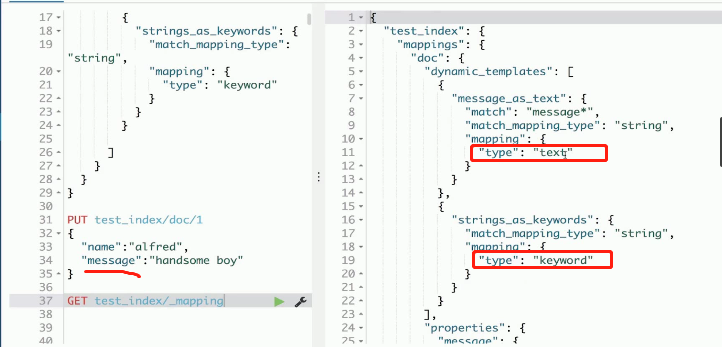 17 {
18 "strings_as_keywords": {
19 "match_mapping_type":
"string",
20 "mapping": {
21 "type": "keyword"
22 }
23 }
24 }
25
26 ]
27 }
28 }
29 }
30
31 PUT test_index/doc/1
32 {
33 "name":"alfred",
34 "message":"handsome boy"
35 }
36
37 GET test_index/_mapping
38
39
40
1 {
2 "test_index": {
3 "mappings": {
4 "doc": {
5 "dynamic_templates": [
6 {
7 "message_as_text": {
8 "match": "message*",
9 "match_mapping_type": "string",
10 "mapping": {
11 "type": "text"
12 }
13 }
14 },
15 {
16 "strings_as_keywords": {
17 "match_mapping_type": "string",
18 "mapping": {
19 "type": "keyword"
20 }
21 }
22 }
23 ],
24 "properties": {
25 "message": {